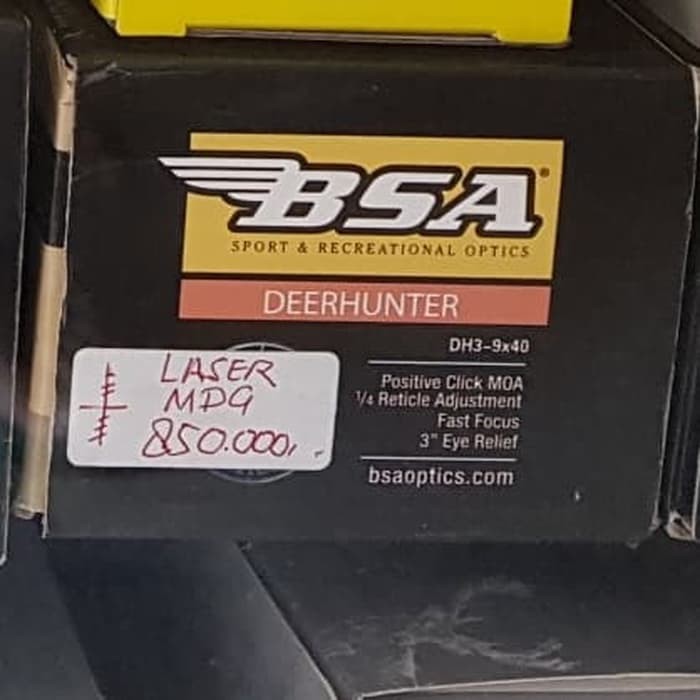 BSA®
SPORT & RECREATIONAL OPTICS
DEERHUNTER
DH3-9x40
Positive Click MOA
1/4 Reticle Adjustment
Fast Focus
3" Eye Relief
bsaoptics.com
LASER
MDG
850.000,-